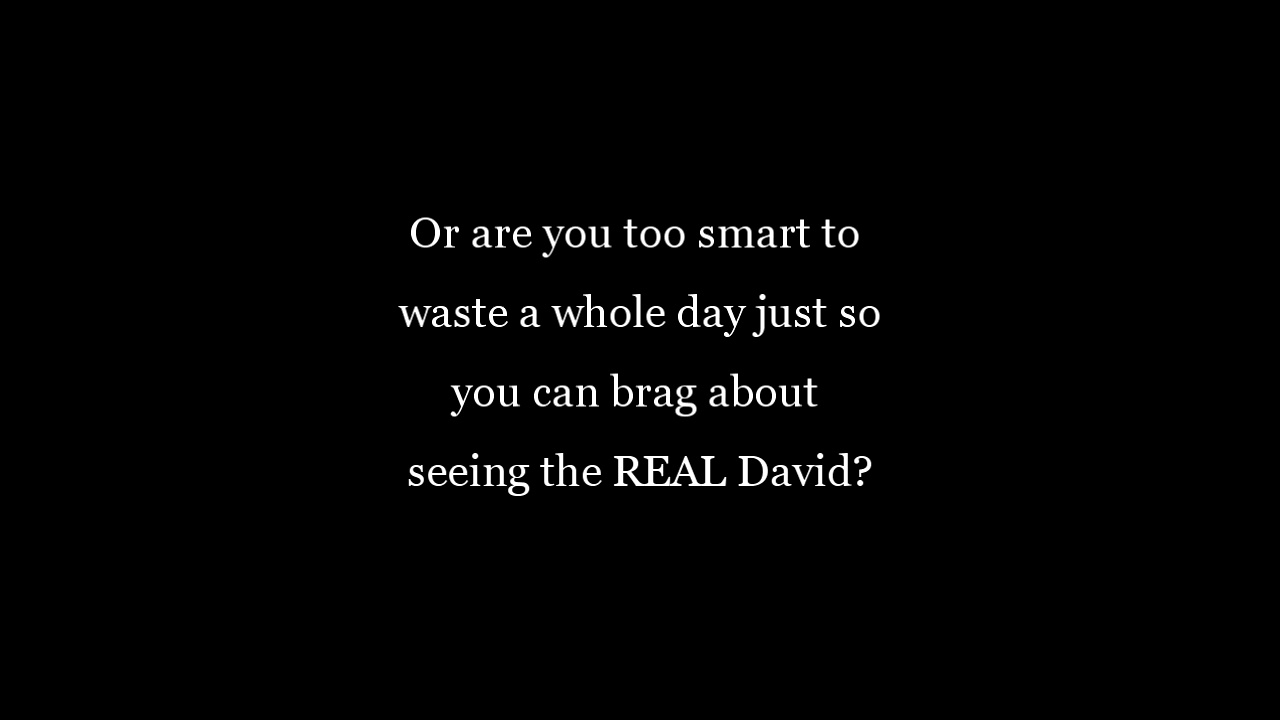 Or are you too smart to
waste a whole day just so
you can brag about
seeing the REAL David?